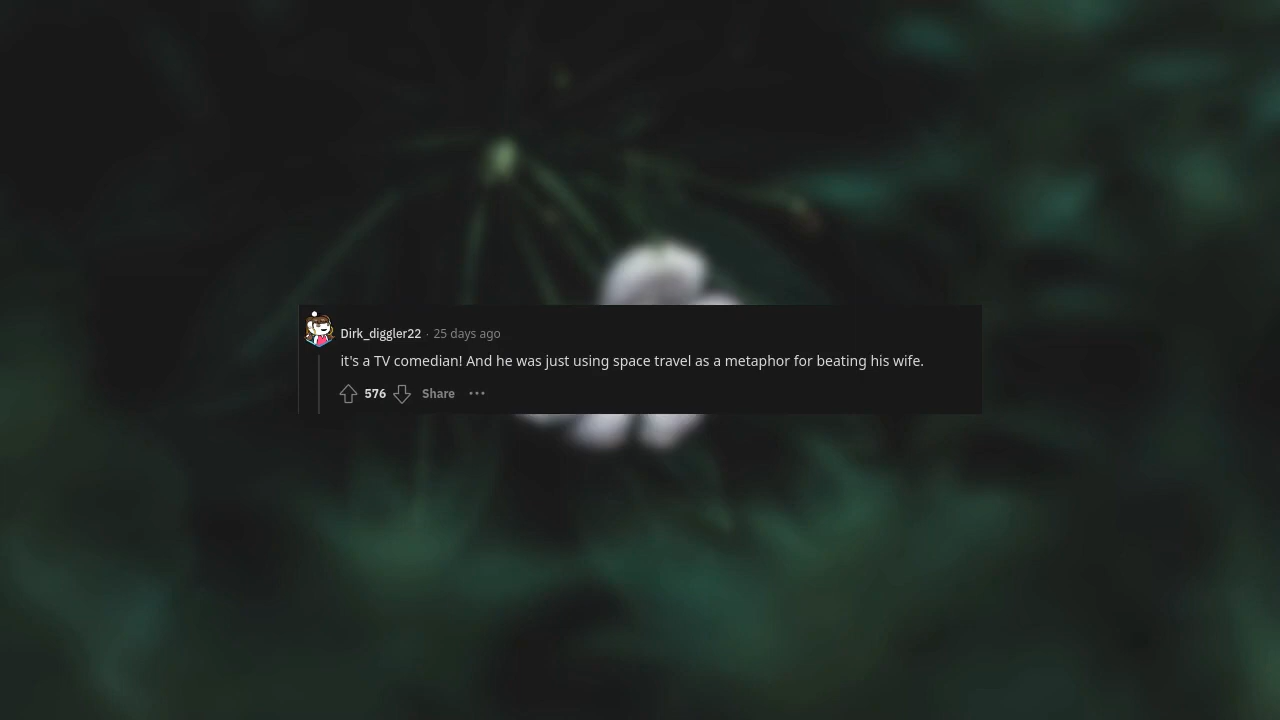 Dirk_diggler22 · 25 days ago
it's a TV comedian! And he was just using space travel as a metaphor for beating his wife.
576 Share ···